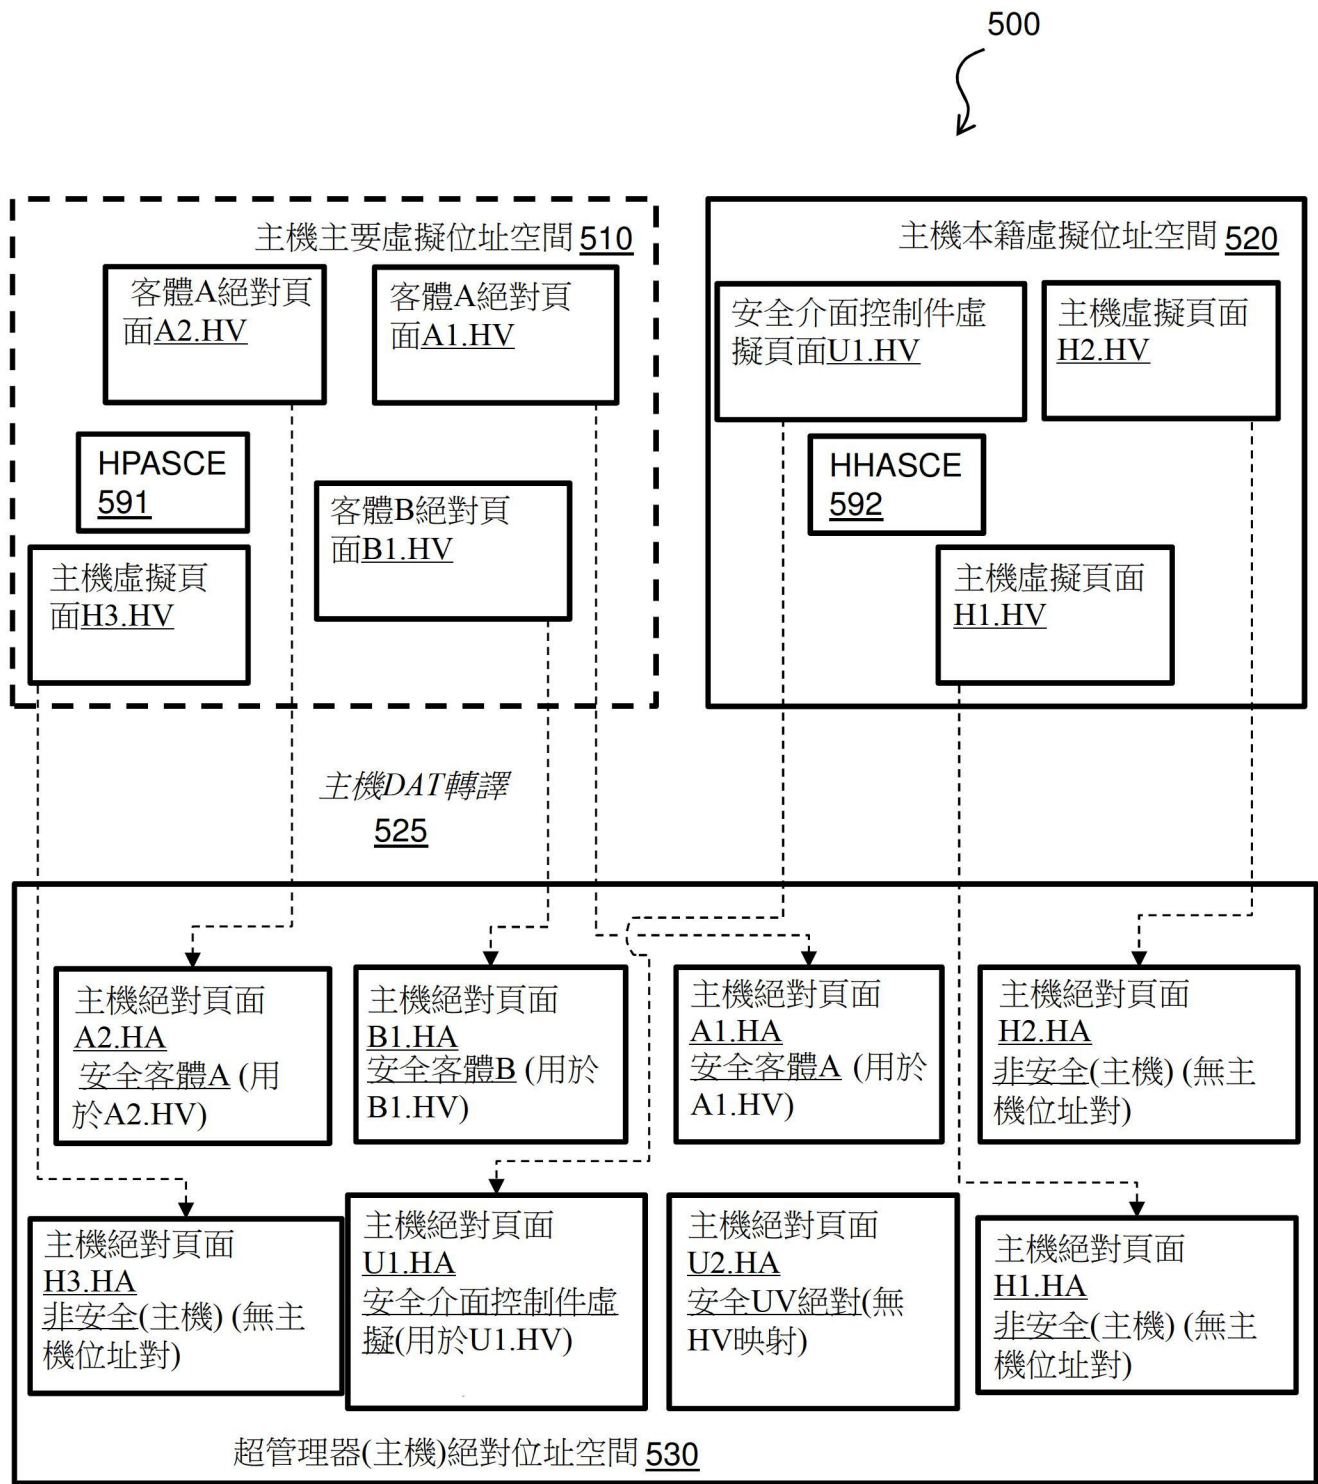 500
主機主要虛擬位址空間 510
客體A絕對頁
面A2.HV
客體A絕對頁
面A1.HV
HPASCE
591
客體B絕對頁
面B1.HV
主機虛擬頁
面H3.HV
主機本籍虛擬位址空間 520
安全介面控制件虛
擬頁面U1.HV
主機虛擬頁面
H2.HV
HHASCE
592
主機虛擬頁面
H1.HV
主機DAT轉譯
525
主機絕對頁面
A2.HA
安全客體A (用
於A2.HV)
主機絕對頁面
B1.HA
安全客體B (用於
B1.HV)
主機絕對頁面
A1.HA
安全客體A (用於
A1.HV)
主機絕對頁面
H2.HA
非安全(主機) (無主
機位址對)
主機絕對頁面
H3.HA
非安全(主機) (無主
機位址對)
主機絕對頁面
U1.HA
安全介面控制件虛
擬(用於U1.HV)
主機絕對頁面
U2.HA
安全UV絕對(無
HV映射)
主機絕對頁面
H1.HA
非安全(主機) (無主
機位址對)
超管理器(主機)絕對位址空間 530